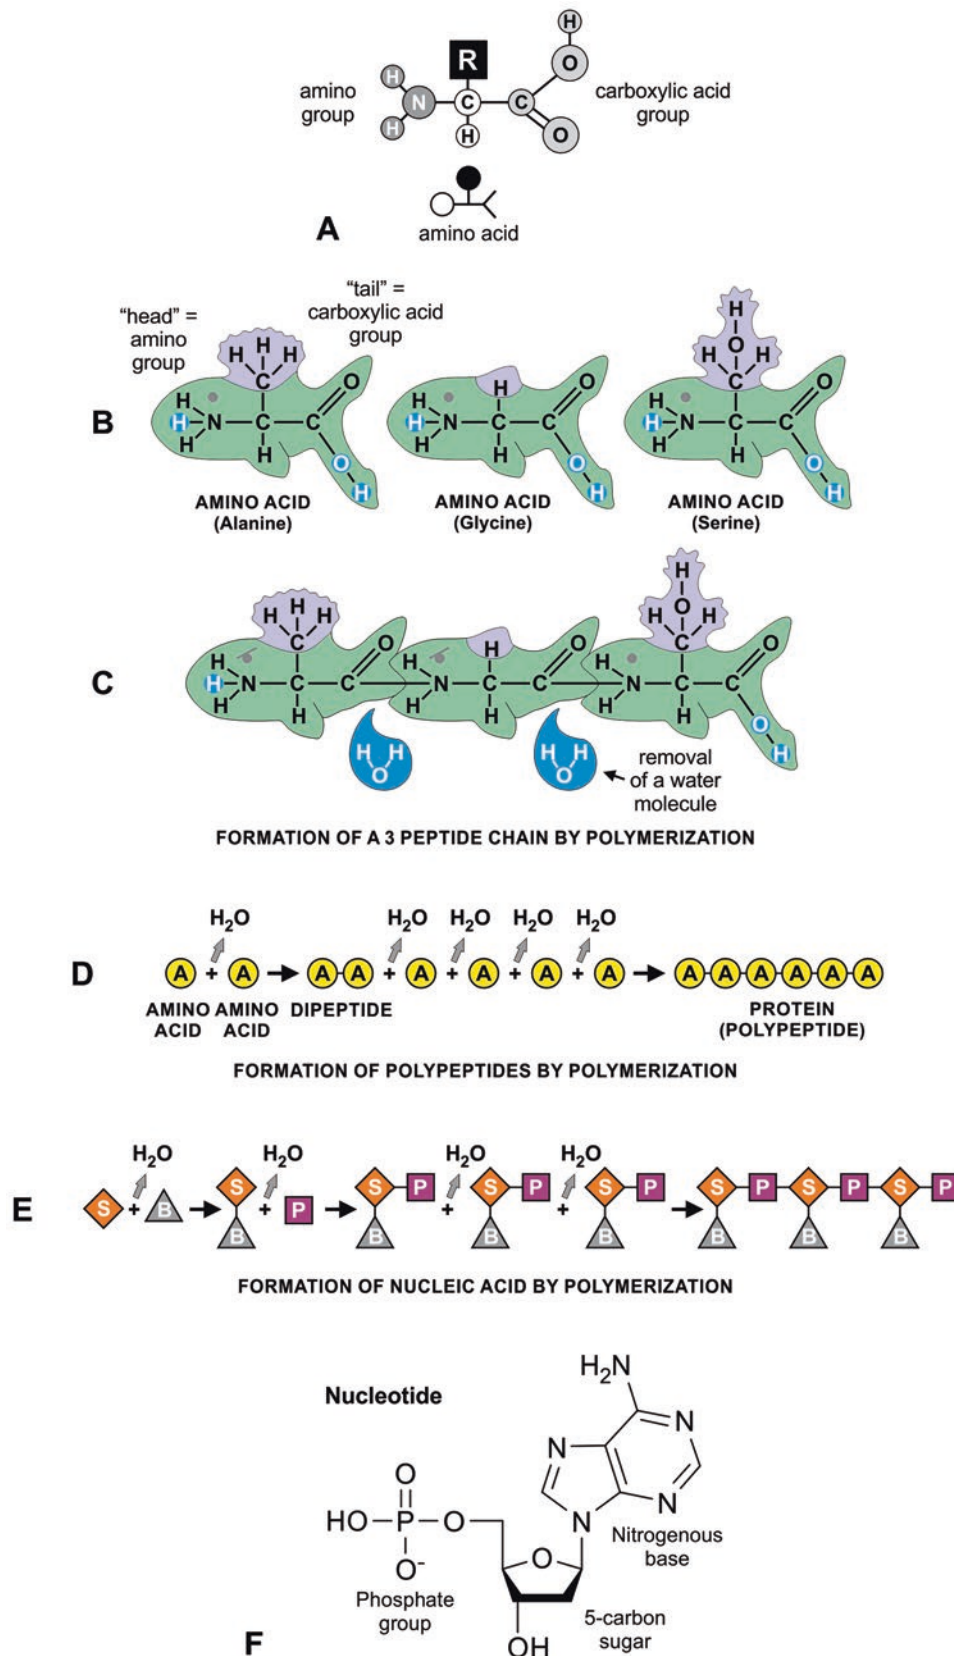 H
R
O
amino
group
H
N
C
C
carboxylic acid
group
H
H
O
A
amino acid
"head" =
amino
group
"tail" =
carboxylic acid
group
B
H H H
C
O
H
H N C C
H
H
O
H
AMINO ACID
(Alanine)
H
O
H
H N C C
H
H
O
H
AMINO ACID
(Glycine)
H
O
H H
C
O
H
H N C C
H
H
O
H
AMINO ACID
(Serine)
C
H H H
C
O
H
H N C C
H
H
H
O
H
N C C
H
H
H
O
H H
C
O
H
N C C
H
H
O
H
H H
O
H H
O
removal
of a water
molecule
FORMATION OF A 3 PEPTIDE CHAIN BY POLYMERIZATION
D
H₂O H₂O H₂O H₂O H₂O
A + A A A + A + A + A + A A A A A A A
AMINO
ACID
AMINO
ACID
DIPEPTIDE
PROTEIN
(POLYPEPTIDE)
FORMATION OF POLYPEPTIDES BY POLYMERIZATION
E
H₂O H₂O H₂O H₂O
S + B S + P S P + S P + S P S P S P S P
B B B B B B B
FORMATION OF NUCLEIC ACID BY POLYMERIZATION
F
Nucleotide
H₂N
N
N
N
N
Nitrogenous
base
O
HO P O
O-
Phosphate
group
O
OH
5-carbon
sugar